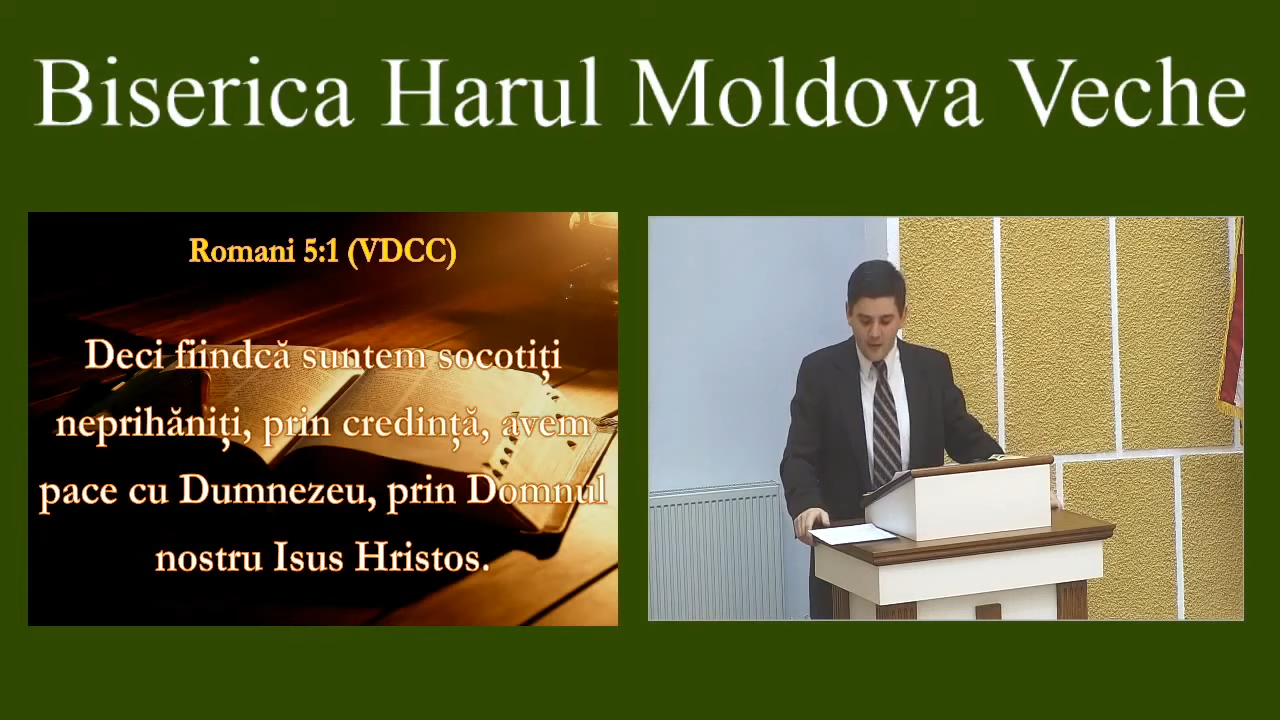 Biserica Harul Moldova Veche
Romani 5:1 (VDCC)
Deci fiindcă suntem socotiți
neprihăniți, prin credință, avem
pace cu Dumnezeu, prin Domnul
nostru Isus Hristos.